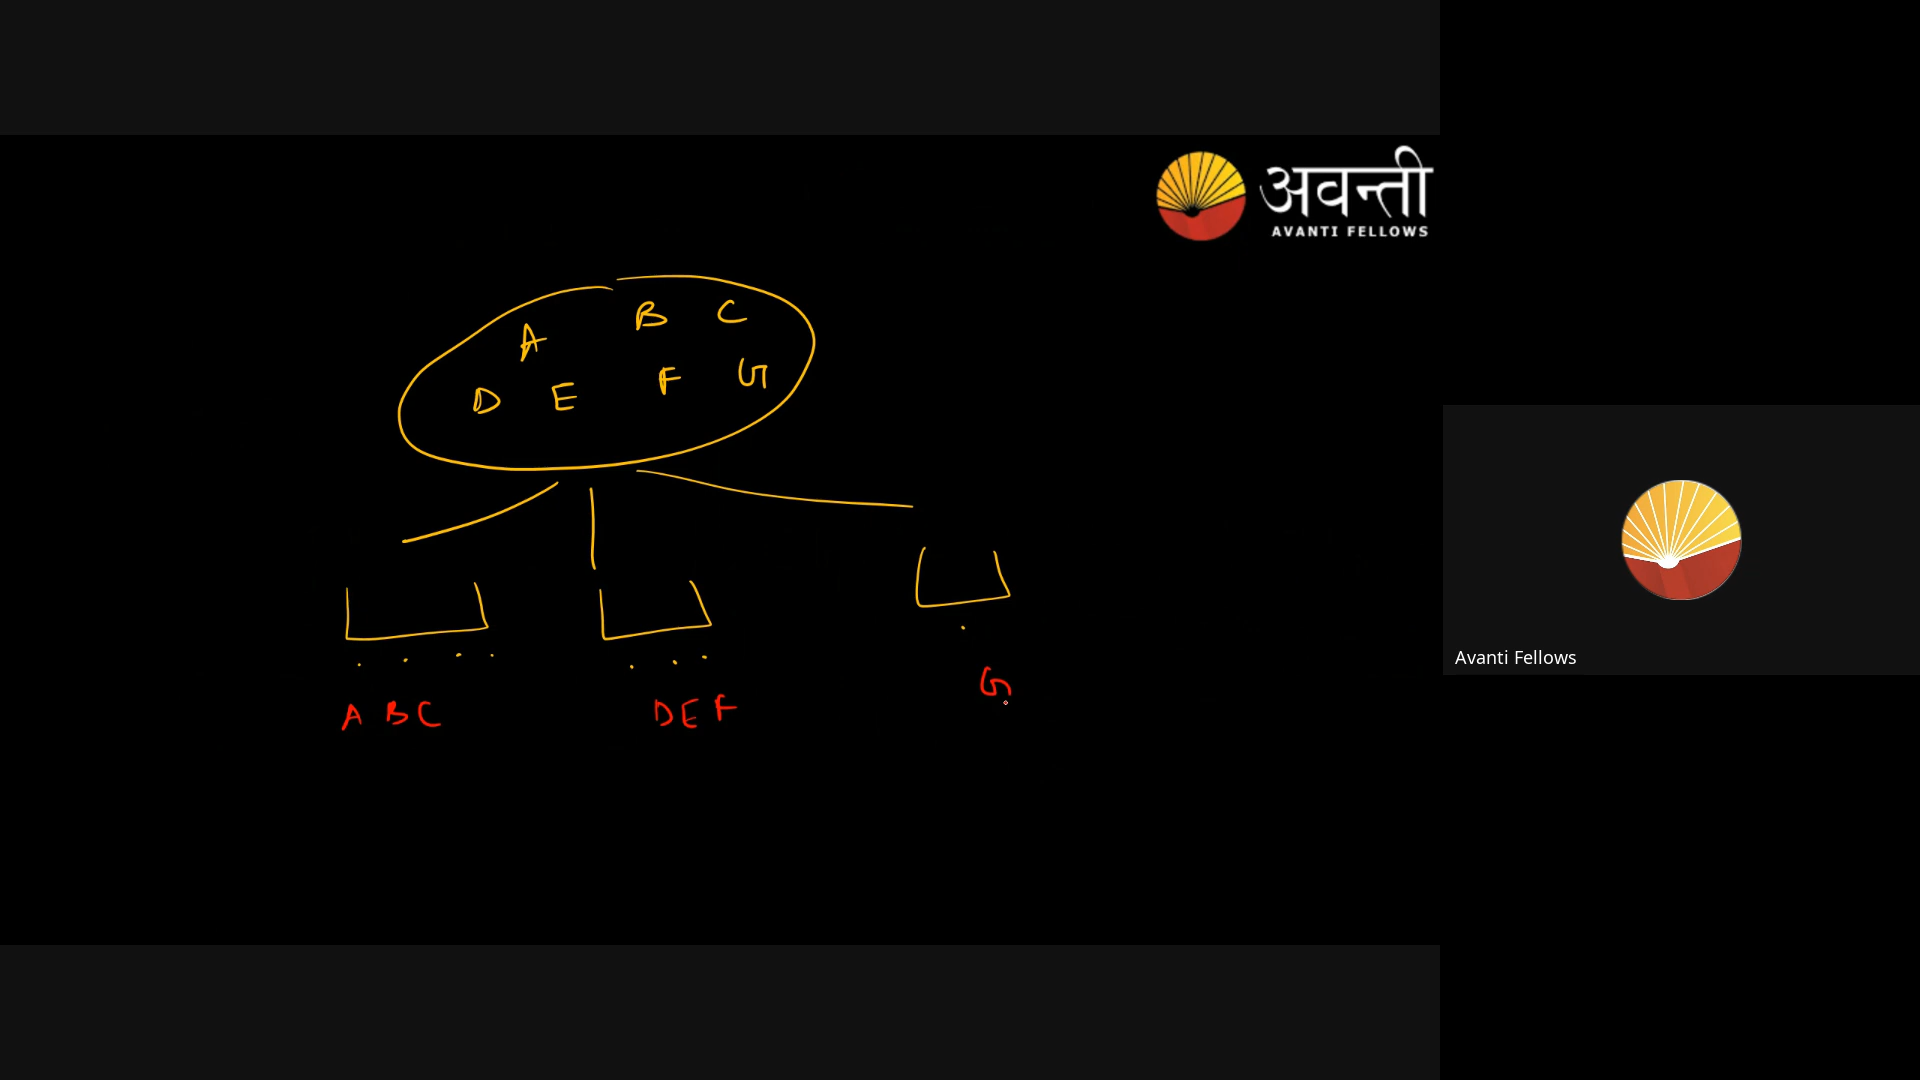 अवन्ती
AVANTI FELLOWS
A B C
D E F G
A B C D E F G
Avanti Fellows